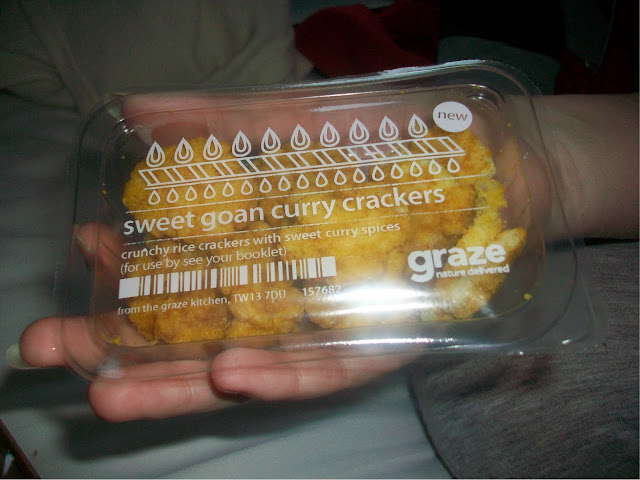 new
sweet goan curry crackers
crunchy rice crackers with sweet curry spices
(for use by see your booklet)
graze
nature delivered
from the graze kitchen, TW13 7DU 157682